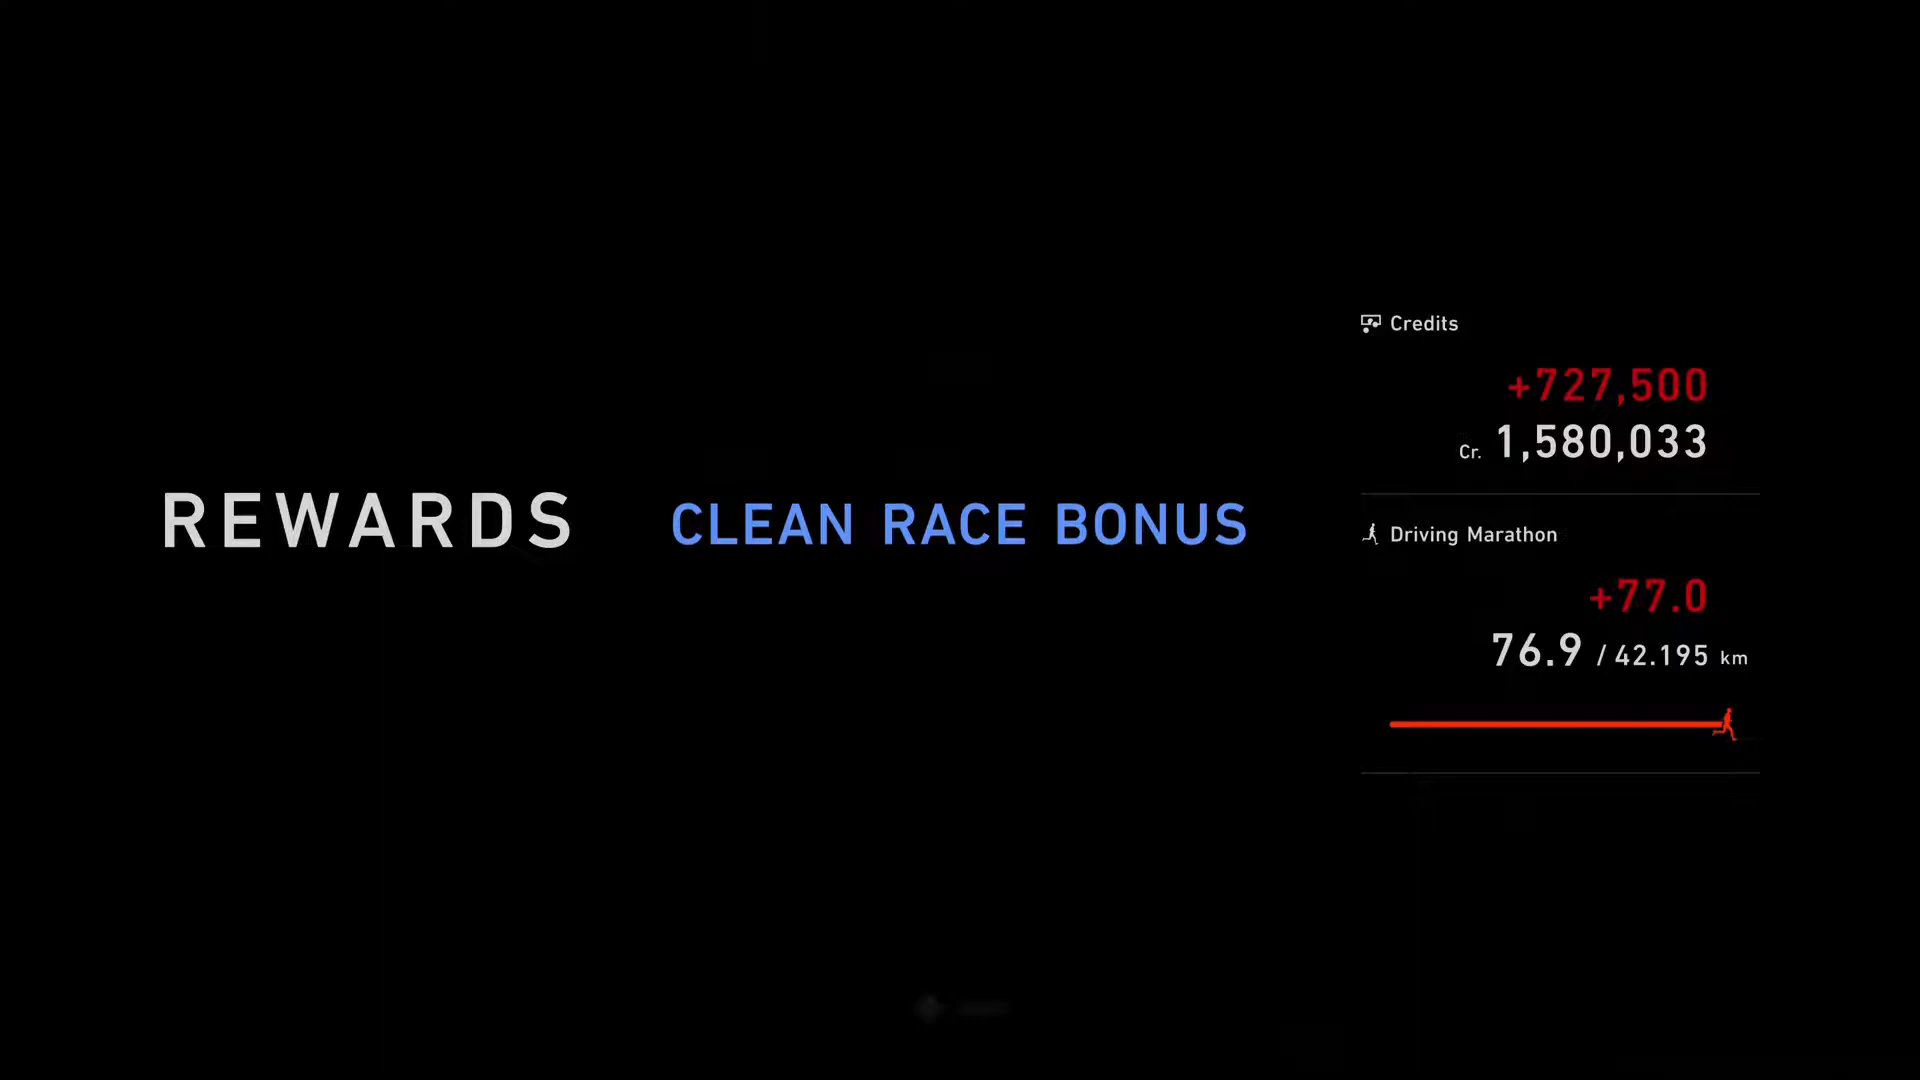 REWARDS
CLEAN RACE BONUS
Credits
+727,500
Cr. 1,580,033
Driving Marathon
+77.0
76.9 / 42.195 km